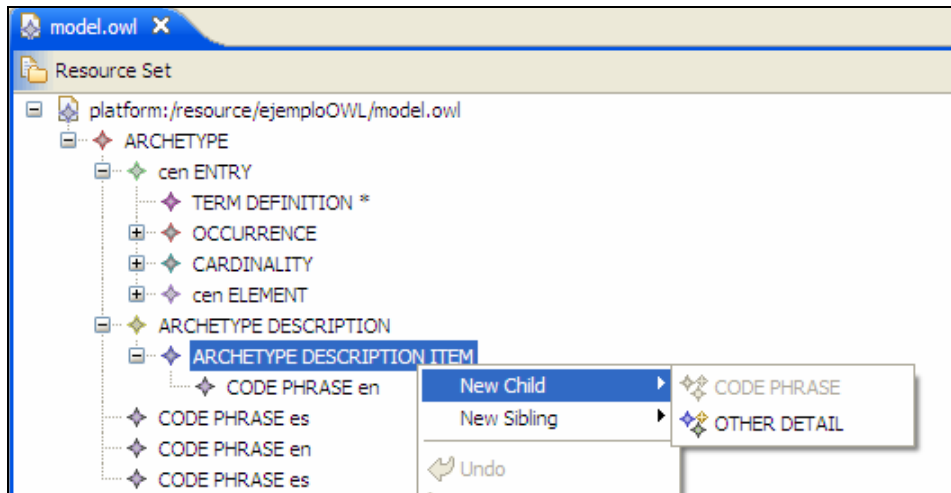 model.owl
Resource Set
platform:/resource/ejemploOWL/model.owl
ARCHETYPE
cen ENTRY
TERM DEFINITION *
OCCURRENCE
CARDINALITY
cen ELEMENT
ARCHETYPE DESCRIPTION
ARCHETYPE DESCRIPTION ITEM
CODE PHRASE en
CODE PHRASE es
CODE PHRASE en
CODE PHRASE es
New Child
New Sibling
Undo
CODE PHRASE
OTHER DETAIL